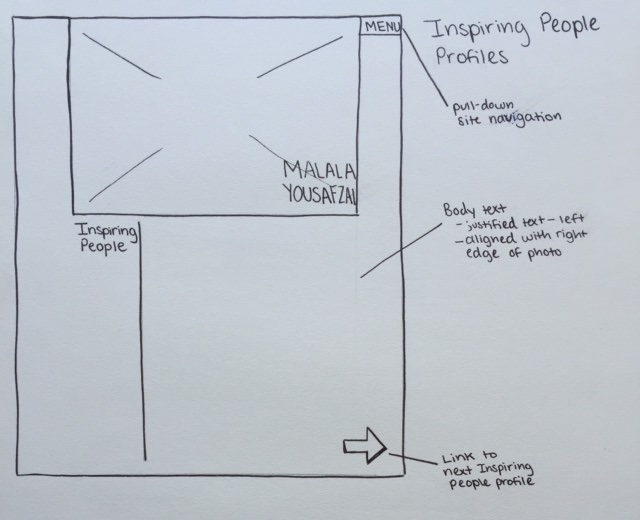 MENU
Inspiring People
Profiles
pull-down
site navigation
MALALA
YOUSAFZAI
Inspiring
People
Body text
- justified text - left
- aligned with right
edge of photo
Link to
next Inspiring
people profile